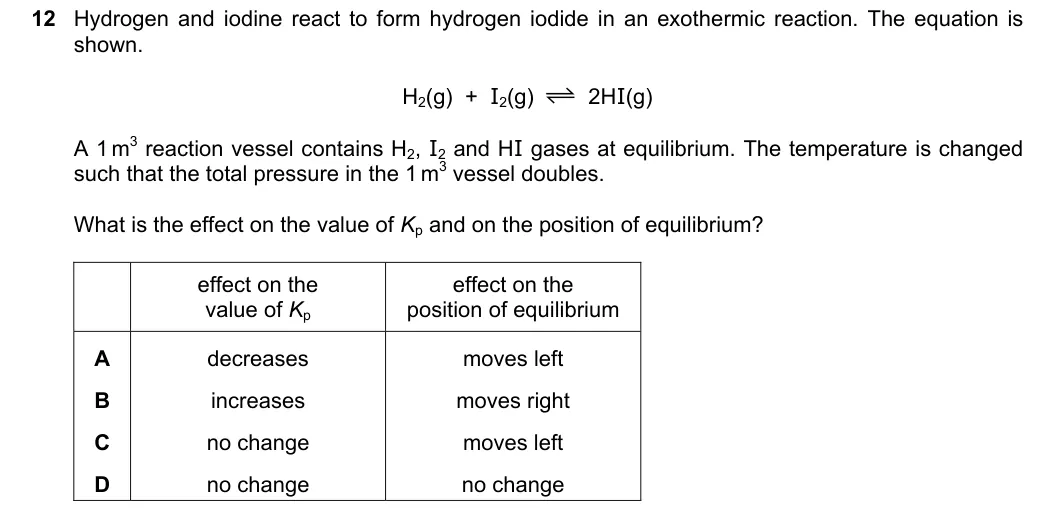 12 Hydrogen and iodine react to form hydrogen iodide in an exothermic reaction. The equation is
shown.
H₂(g) + I₂(g) ⇌ 2HI(g)
A 1 m³ reaction vessel contains H₂, I₂ and HI gases at equilibrium. The temperature is changed
such that the total pressure in the 1 m³ vessel doubles.
What is the effect on the value of Kₚ and on the position of equilibrium?
effect on the value of Kₚ
effect on the position of equilibrium
A decreases moves left
B increases moves right
C no change moves left
D no change no change